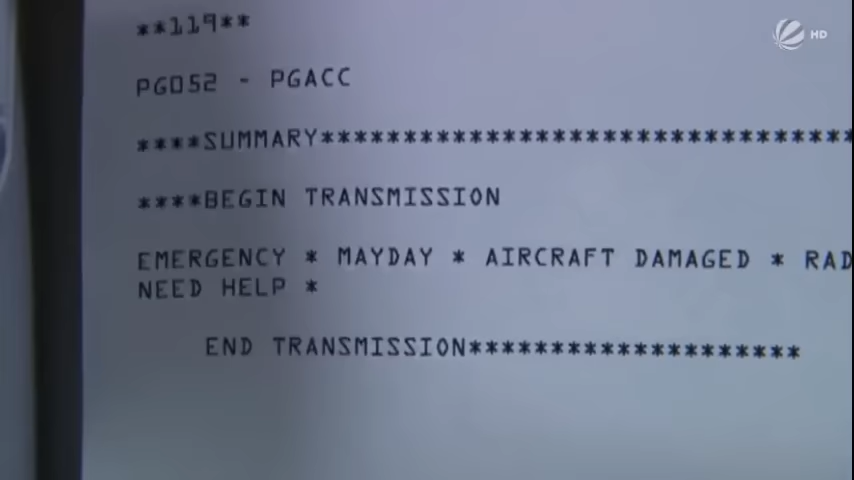 **119**
HD
PG052 - PGACC
****SUMMARY*********************************
****BEGIN TRANSMISSION
EMERGENCY * MAYDAY * AIRCRAFT DAMAGED * RAD
NEED HELP *
END TRANSMISSION********************